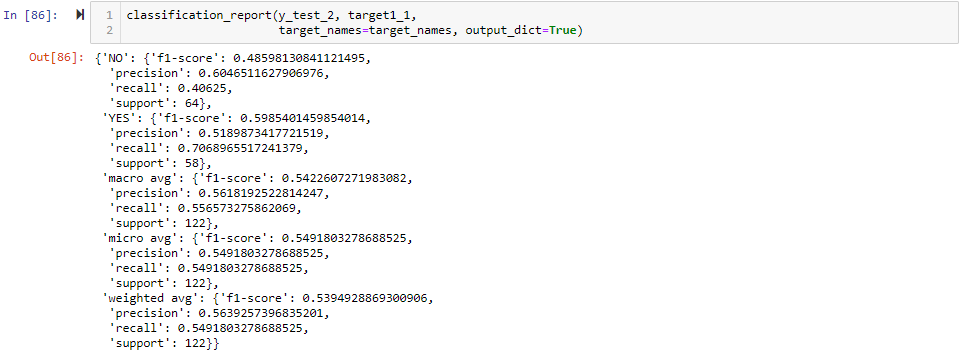 In [86]:
1 classification_report(y_test_2, target1_1,
2 target_names=target_names, output_dict=True)
Out[86]: {'NO': {'f1-score': 0.48598130841121495,
'precision': 0.6046511627906976,
'recall': 0.40625,
'support': 64},
'YES': {'f1-score': 0.5985401459854014,
'precision': 0.5189873417721519,
'recall': 0.7068965517241379,
'support': 58},
'macro avg': {'f1-score': 0.5422607271983082,
'precision': 0.5618192522814247,
'recall': 0.556573275862069,
'support': 122},
'micro avg': {'f1-score': 0.5491803278688525,
'precision': 0.5491803278688525,
'recall': 0.5491803278688525,
'support': 122},
'weighted avg': {'f1-score': 0.5394928869300906,
'precision': 0.5639257396835201,
'recall': 0.5491803278688525,
'support': 122}}